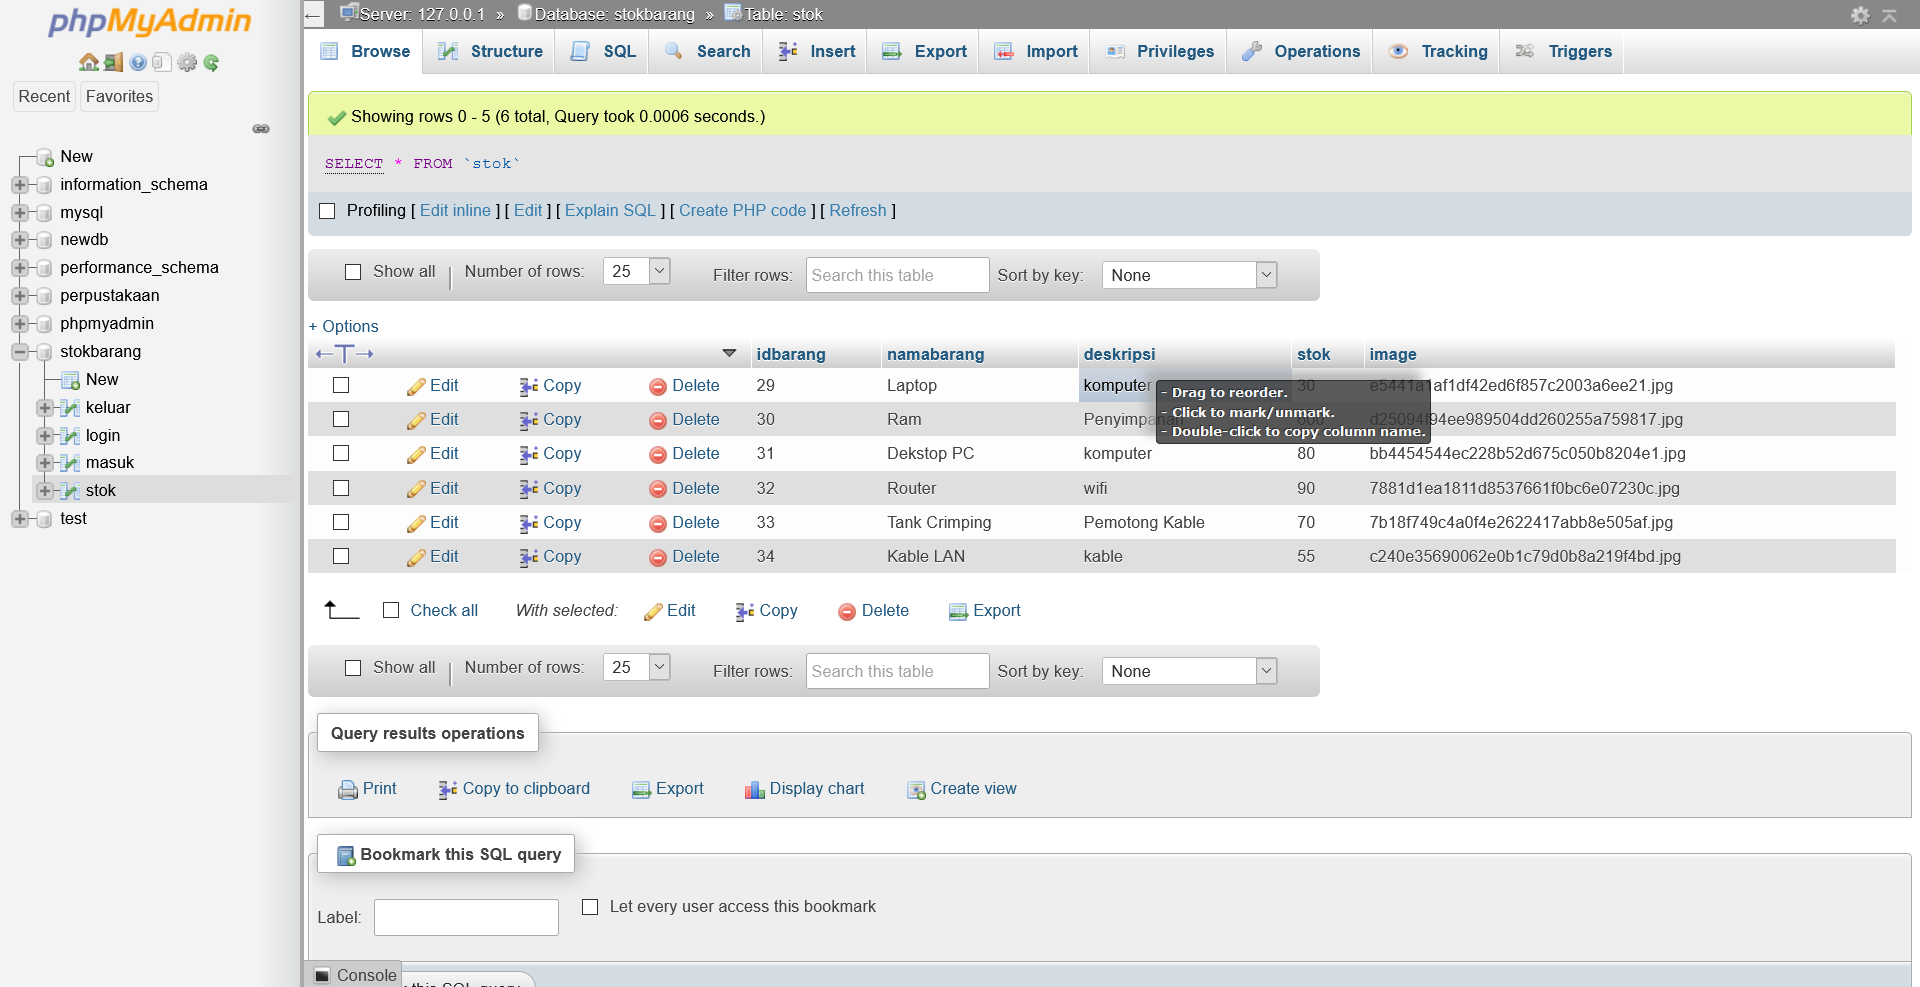 phpMyAdmin
Recent Favorites
New
information_schema
mysql
newdb
performance_schema
perpustakaan
phpmyadmin
stokbarang
New
keluar
login
masuk
stok
test
Server: 127.0.0.1 » Database: stokbarang » Table: stok
Browse Structure SQL Search Insert Export Import Privileges Operations Tracking Triggers
Showing rows 0 - 5 (6 total, Query took 0.0006 seconds.)
SELECT * FROM `stok`
Profiling [ Edit inline ] [ Edit ] [ Explain SQL ] [ Create PHP code ] [ Refresh ]
Show all | Number of rows: 25 Filter rows: Search this table Sort by key: None
+ Options
←T→ idbarang namabarang deskripsi stok image
Edit Copy Delete 29 Laptop komputer 30 e5441a1af1df42ed6f857c2003a6ee21.jpg
Edit Copy Delete 30 Ram Penyimpanan d25094f94ee989504dd260255a759817.jpg
- Drag to reorder.
- Click to mark/unmark.
- Double-click to copy column name.
Edit Copy Delete 31 Dekstop PC komputer 80 bb4454544ec228b52d675c050b8204e1.jpg
Edit Copy Delete 32 Router wifi 90 7881d1ea1811d8537661f0bc6e07230c.jpg
Edit Copy Delete 33 Tank Crimping Pemotong Kable 70 7b18f749c4a0f4e2622417abb8e505af.jpg
Edit Copy Delete 34 Kable LAN kable 55 c240e35690062e0b1c79d0b8a219f4bd.jpg
Check all With selected: Edit Copy Delete Export
Show all | Number of rows: 25 Filter rows: Search this table Sort by key: None
Query results operations
Print Copy to clipboard Export Display chart Create view
Bookmark this SQL query
Label: Let every user access this bookmark
Console
this SQL query